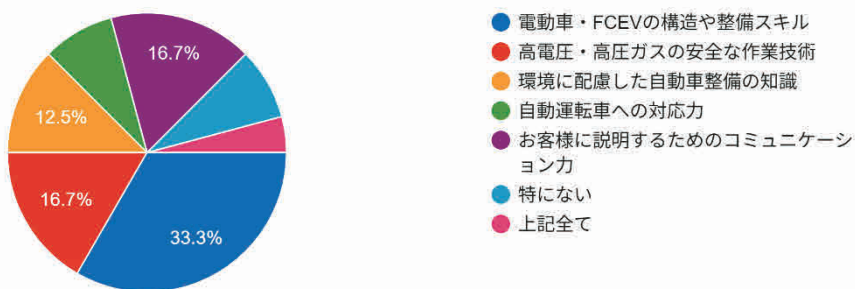 16.7%
12.5%
16.7%
33.3%
電動車・FCEVの構造や整備スキル
高電圧・高圧ガスの安全な作業技術
環境に配慮した自動車整備の知識
自動運転車への対応力
お客様に説明するためのコミュニケーシ
ョン力
特にない
上記全て